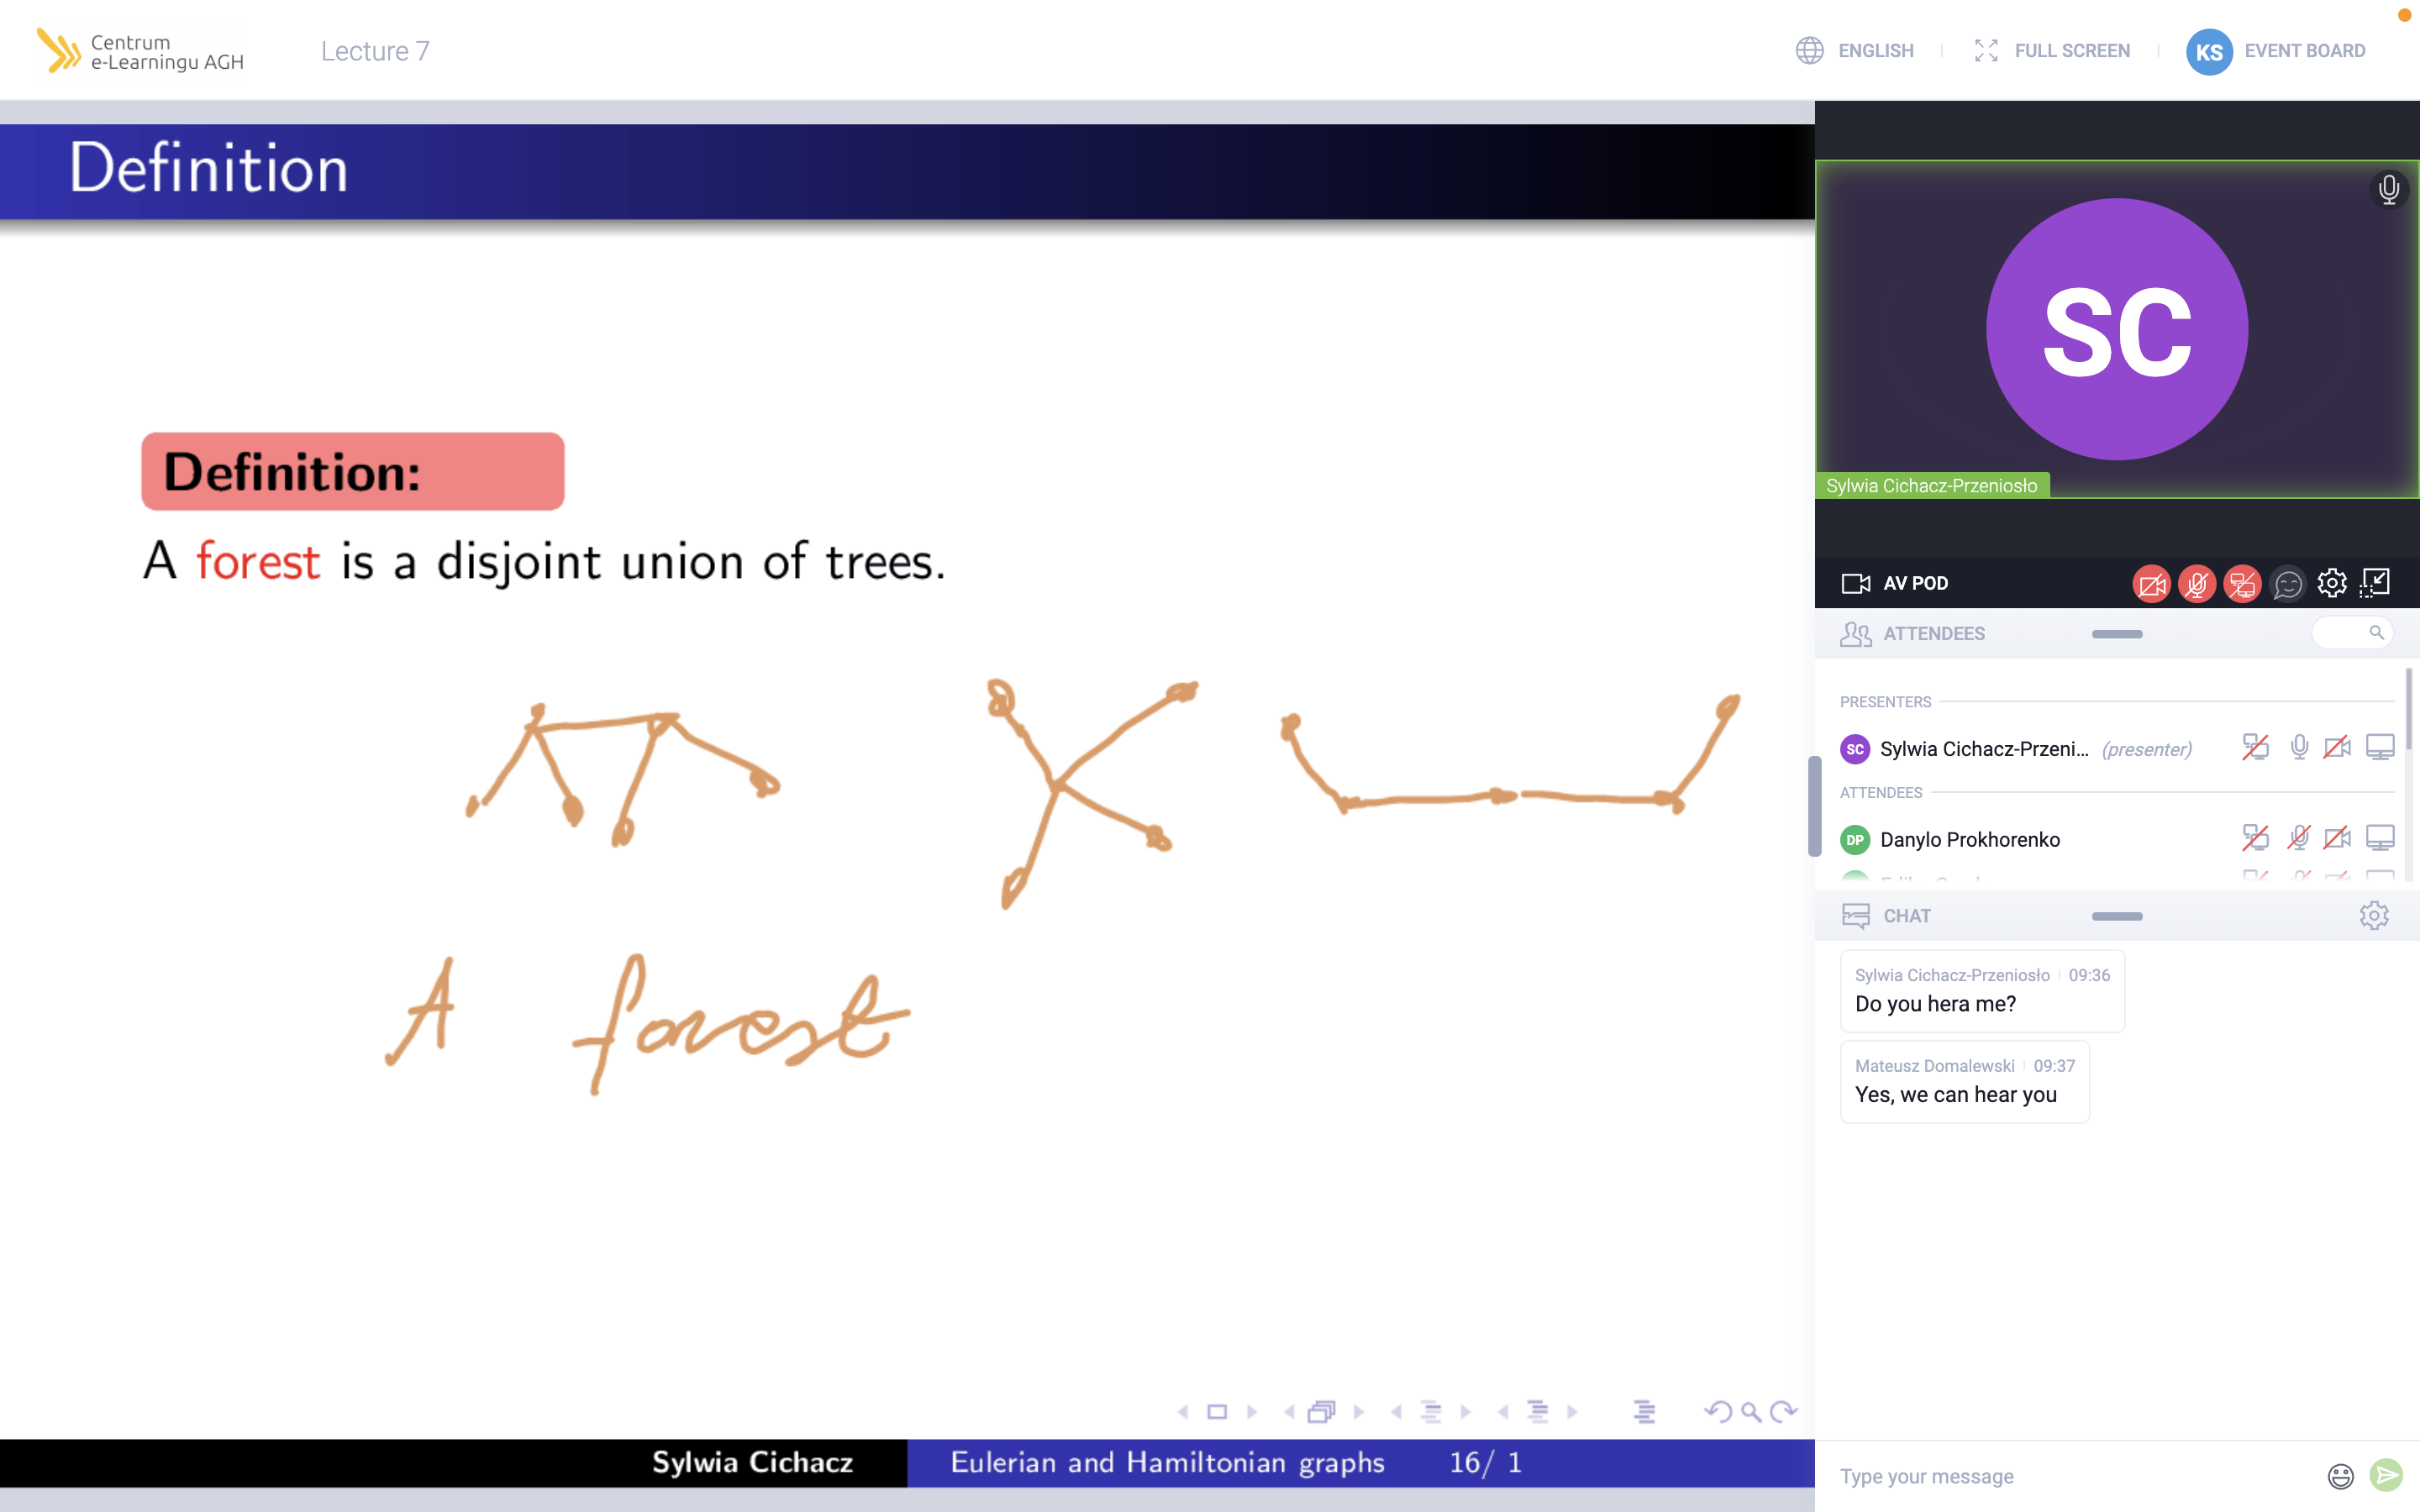 Centrum
e-Learningu AGH
Lecture 7
ENGLISH
FULL SCREEN
KS
EVENT BOARD
Definition
Definition:
A forest is a disjoint union of trees.
A forest
Sylwia Cichacz
Eulerian and Hamiltonian graphs
16/ 1
SC
Sylwia Cichacz-Przeniosło
AV POD
ATTENDEES
PRESENTERS
SC Sylwia Cichacz-Przeni... (presenter)
ATTENDEES
DP Danylo Prokhorenko
CHAT
Sylwia Cichacz-Przeniosło 09:36
Do you hera me?
Mateusz Domalewski 09:37
Yes, we can hear you
Type your message